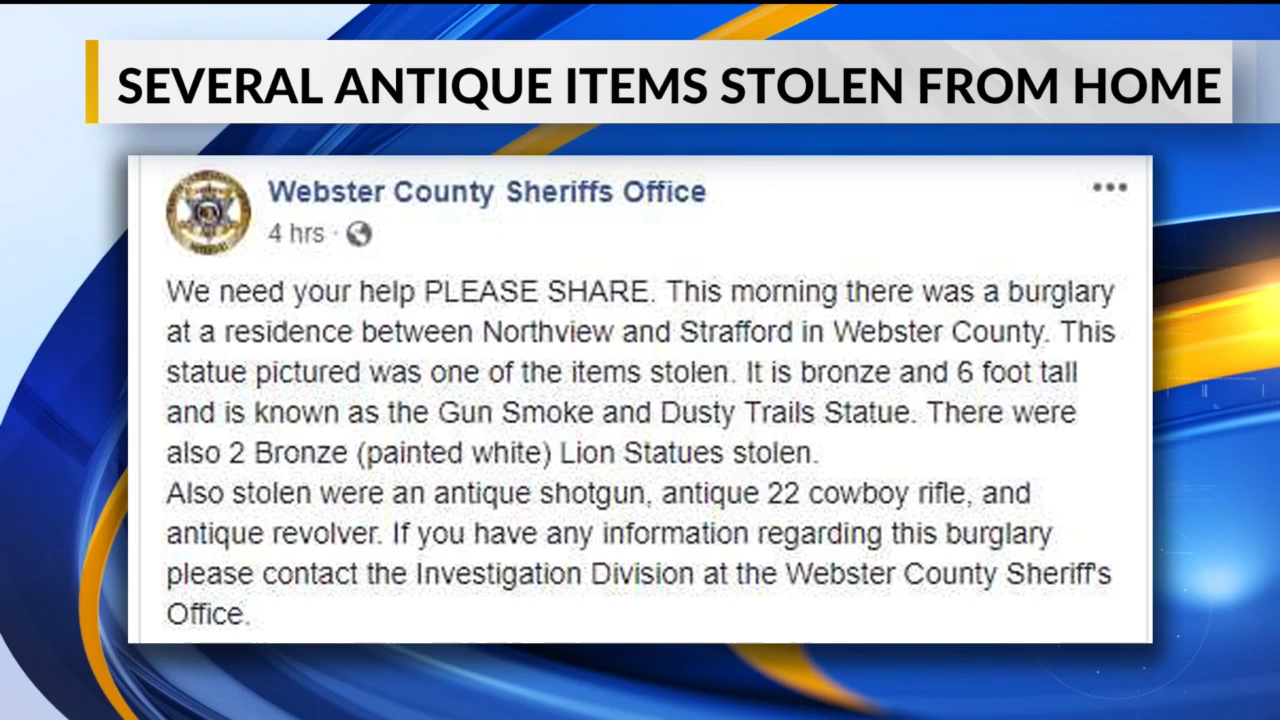 SEVERAL ANTIQUE ITEMS STOLEN FROM HOME
Webster County Sheriffs Office
4 hrs ·
We need your help PLEASE SHARE. This morning there was a burglary
at a residence between Northview and Strafford in Webster County. This
statue pictured was one of the items stolen. It is bronze and 6 foot tall
and is known as the Gun Smoke and Dusty Trails Statue. There were
also 2 Bronze (painted white) Lion Statues stolen.
Also stolen were an antique shotgun, antique 22 cowboy rifle, and
antique revolver. If you have any information regarding this burglary
please contact the Investigation Division at the Webster County Sheriff's
Office.